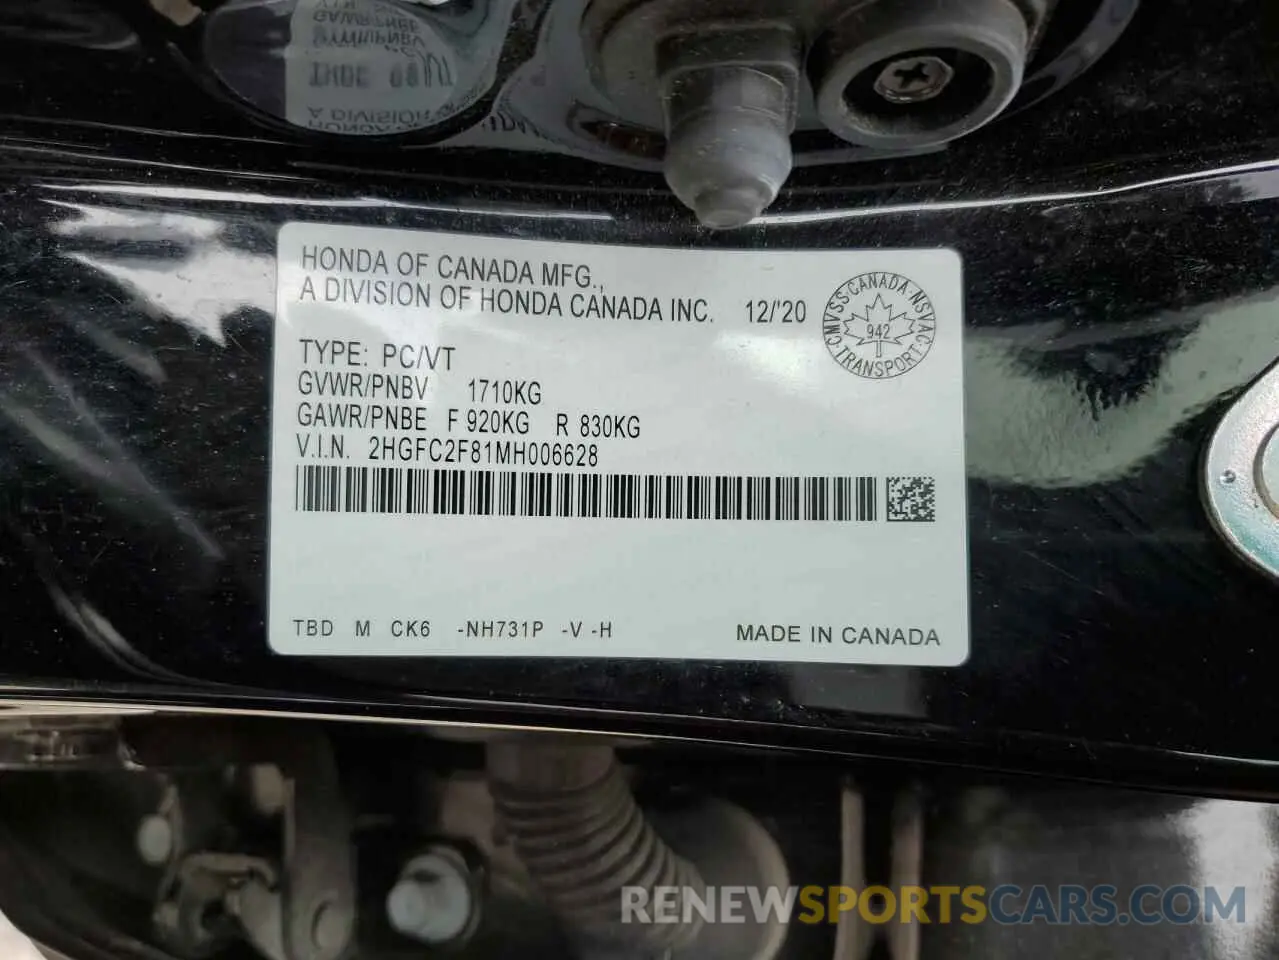 HONDA OF CANADA MFG.,
A DIVISION OF HONDA CANADA INC. 12/'20
CMVSS·CANADA·NSVAC·TRANSPORT·
942
TYPE: PC/VT
GVWR/PNBV 1710KG
GAWR/PNBE F 920KG R 830KG
V.I.N. 2HGFC2F81MH006628
TBD M CK6 -NH731P -V -H MADE IN CANADA
RENEWSPORTSCARS.COM